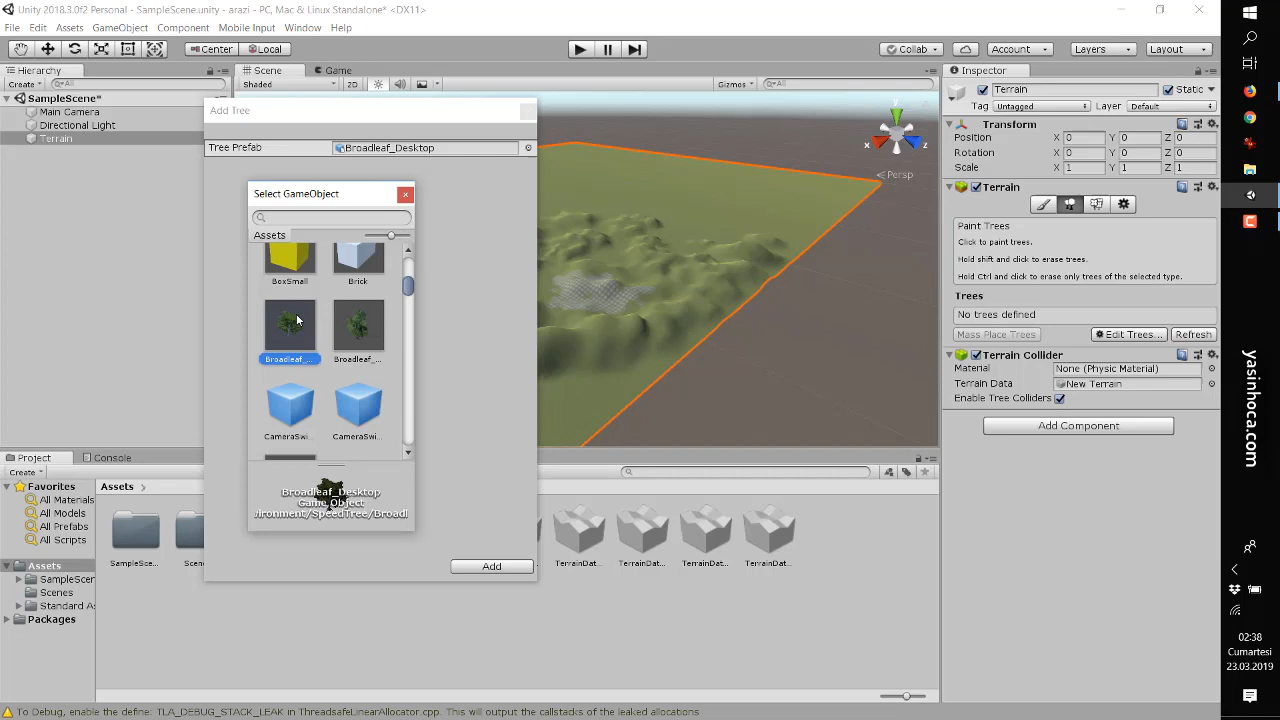 Unity 2018.3.0f2 Personal - SampleScene.unity - arazi - PC, Mac & Linux Standalone* <DX11>
File Edit Assets GameObject Component Mobile Input Window Help
Center Local Collab Account Layers Layout
Hierarchy Scene Game Inspector
Create All Shaded 2D Gizmos All
SampleScene*
Main Camera
Directional Light
Terrain
Add Tree
Tree Prefab Broadleaf_Desktop
Select GameObject
Assets
BoxSmall Brick
Broadleaf_... Broadleaf_...
CameraSwi... CameraSwi...
Broadleaf_Desktop
Game Object
Add
y
x z
Persp
Terrain Static
Tag Untagged Layer Default
Transform
Position X 0 Y 0 Z 0
Rotation X 0 Y 0 Z 0
Scale X 1 Y 1 Z 1
Terrain
Paint Trees
Click to paint trees.
Hold shift and click to erase trees.
Hold Ctrl and click to erase only trees of the selected type.
Trees
No trees defined
Mass Place Trees Edit Trees... Refresh
Terrain Collider
Material None (Physic Material)
Terrain Data New Terrain
Enable Tree Colliders
Add Component
Project Console
Create
Favorites
All Materials
All Models
All Prefabs
All Scripts
Assets
SampleScen
Scenes
Standard As
Packages
Assets
SampleSce... TerrainDat... TerrainDat... TerrainDat... TerrainDat...
To Debug, enable the define: TLA_DEBUG_STACK_LEAK in ThreadsafeLinearAllocator.cpp. This will output the callstacks of the leaked allocations
yasinhoca.com
02:38
Cumartesi
23.03.2019